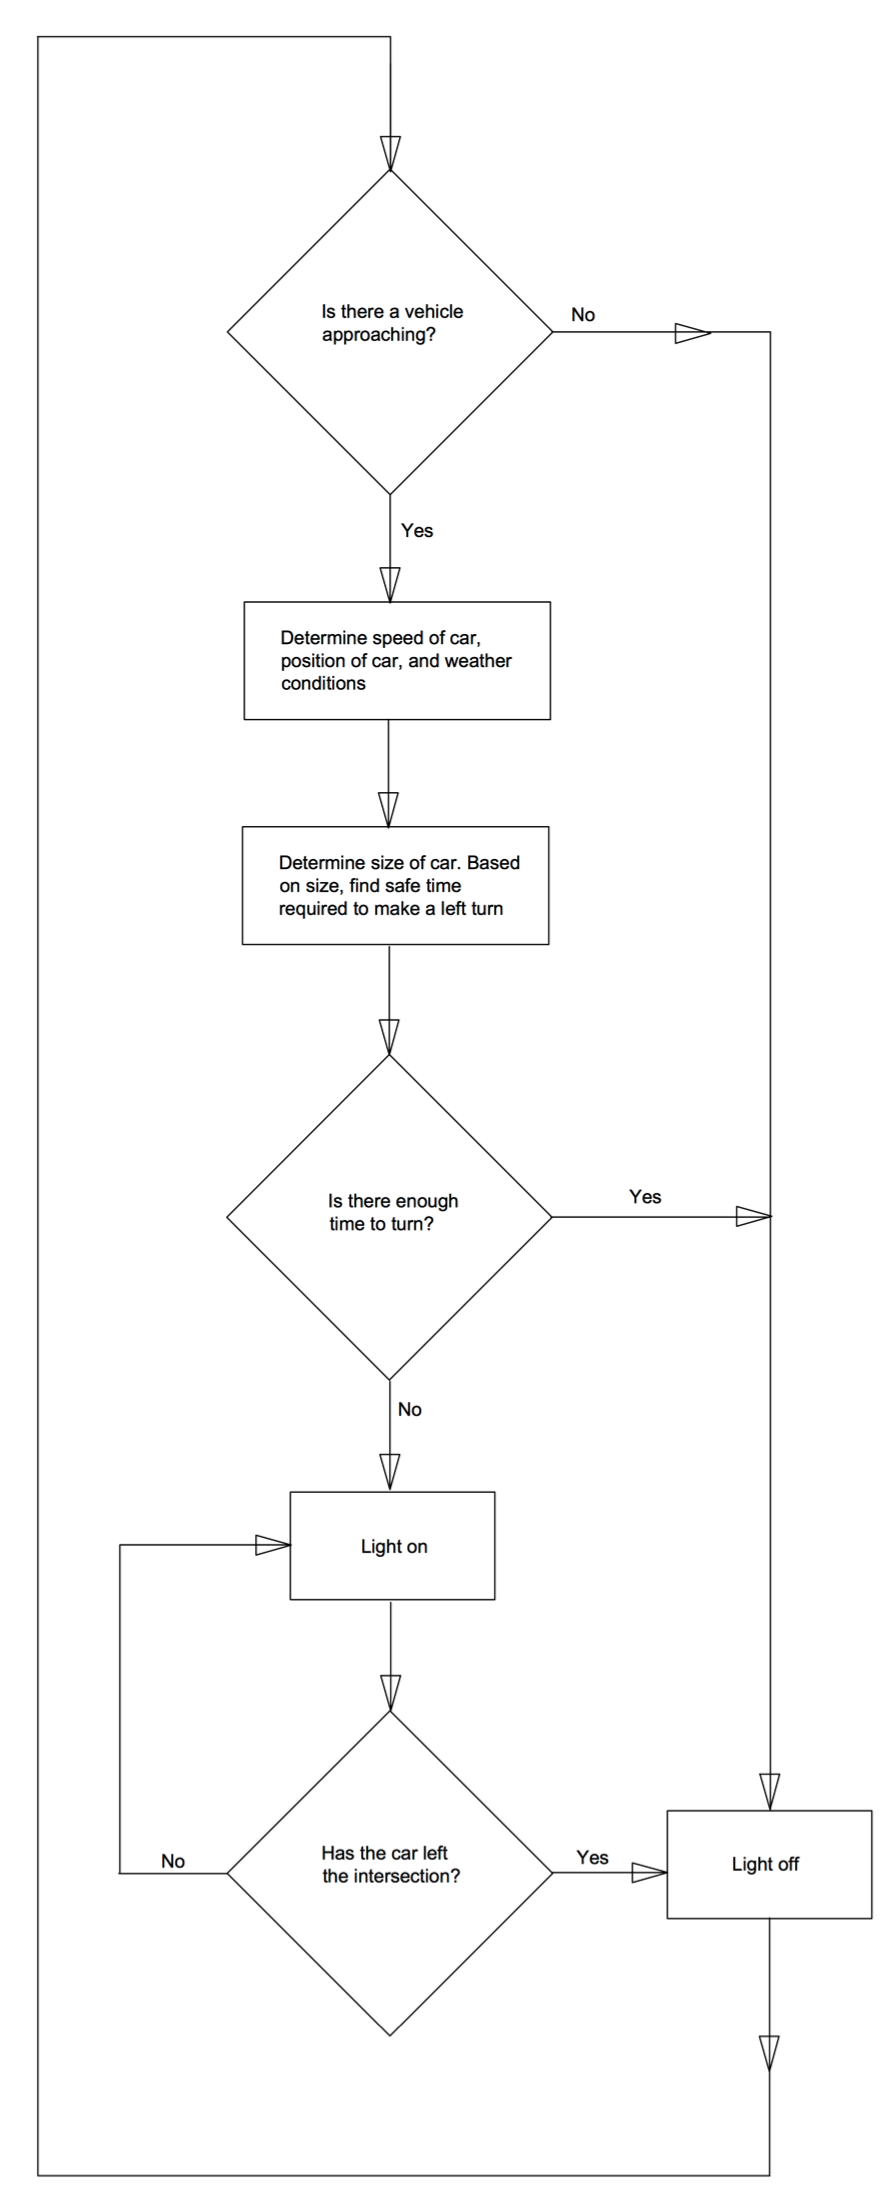 Is there a vehicle
approaching?
No
Yes
Determine speed of car,
position of car, and weather
conditions
Determine size of car. Based
on size, find safe time
required to make a left turn
Is there enough
time to turn?
Yes
No
Light on
Has the car left
the intersection?
No
Yes
Light off